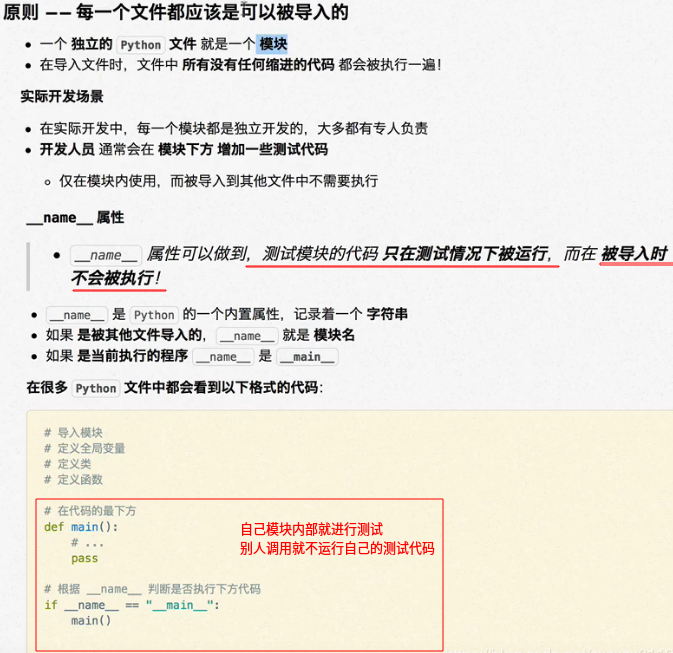 原则 -- 每一个文件都应该是可以被导入的
一个 独立的 Python 文件 就是一个 模块
在导入文件时，文件中 所有没有任何缩进的代码 都会被执行一遍！
实际开发场景
在实际开发中，每一个模块都是独立开发的，大多都有专人负责
开发人员 通常会在 模块下方 增加一些测试代码
仅在模块内使用，而被导入到其他文件中不需要执行
__name__ 属性
__name__ 属性可以做到，测试模块的代码 只在测试情况下被运行，而在 被导入时
不会被执行！
__name__ 是 Python 的一个内置属性，记录着一个 字符串
如果 是被其他文件导入的，__name__ 就是 模块名
如果 是当前执行的程序 __name__ 是 __main__
在很多 Python 文件中都会看到以下格式的代码：
# 导入模块
# 定义全局变量
# 定义类
# 定义函数
# 在代码的最下方
def main():
# ...
pass
自己模块内部就进行测试
别人调用就不运行自己的测试代码
# 根据 __name__ 判断是否执行下方代码
if __name__ == "__main__":
main()